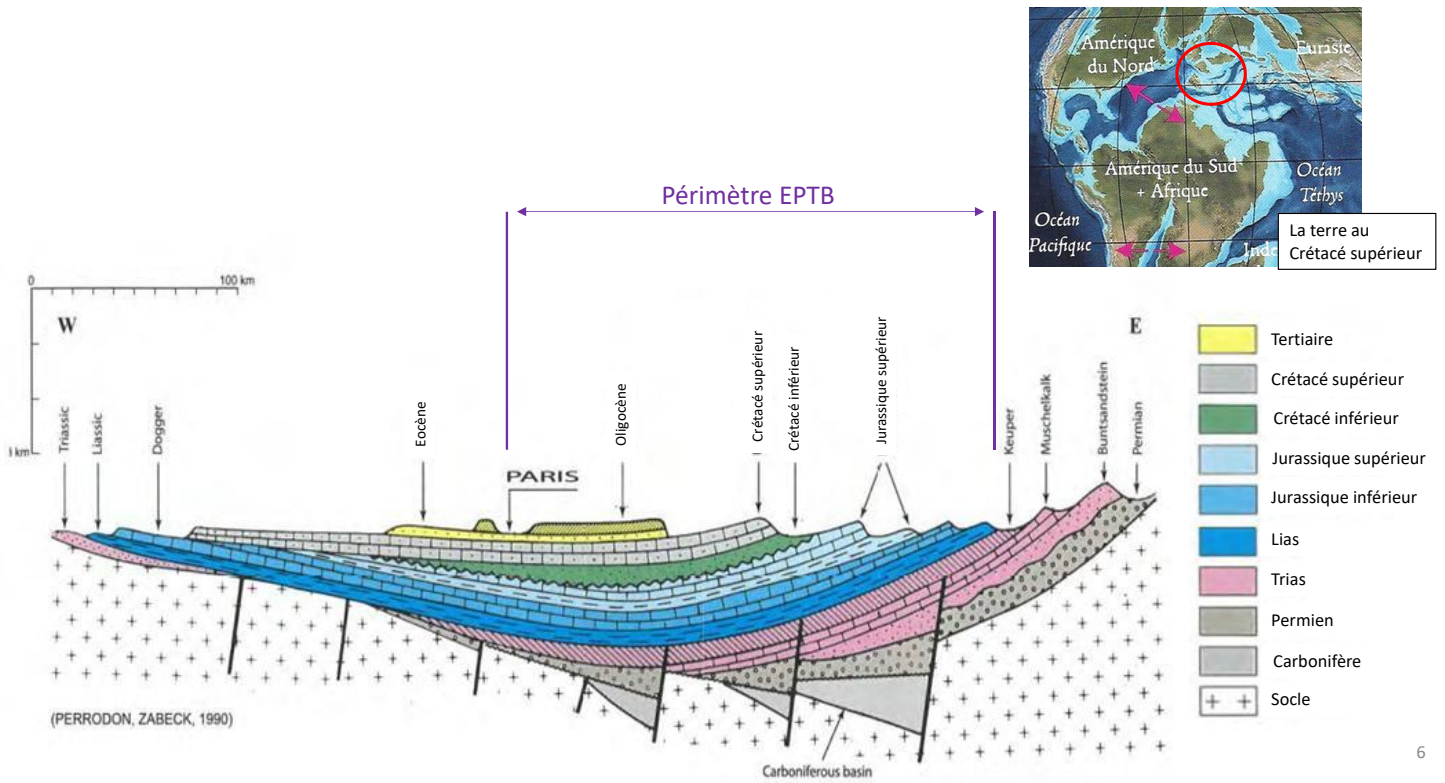 Amérique
du Nord
Eurasie
Amérique du Sud
+ Afrique
Océan
Téthys
Océan
Pacifique
La terre au
Crétacé supérieur
Périmètre EPTB
0
100 km
W
E
Triassic
Liassic
Dogger
Eocène
PARIS
Oligocène
Crétacé supérieur
Crétacé inférieur
Jurassique supérieur
Keuper
Muschelkalk
Buntsandstein
Permian
Tertiaire
Crétacé supérieur
Crétacé inférieur
Jurassique supérieur
Jurassique inférieur
Lias
Trias
Permien
Carbonifère
Socle
(PERRODON, ZABECK, 1990)
Carboniferous basin
6